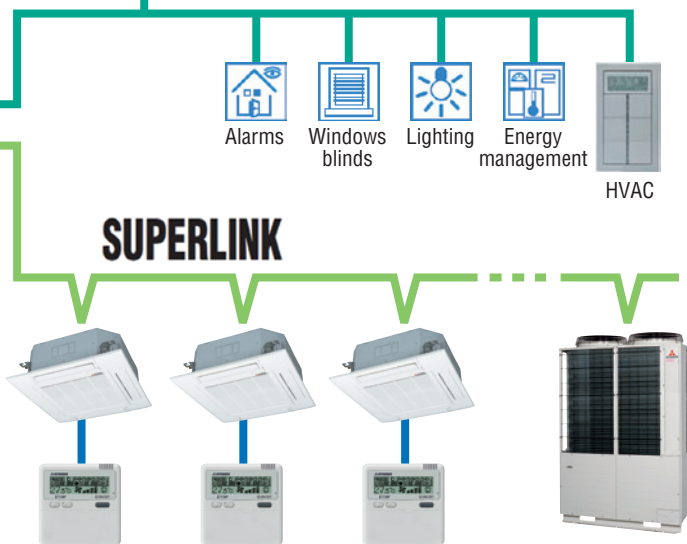 Alarms
Windows
blinds
Lighting
Energy
management
HVAC
SUPERLINK